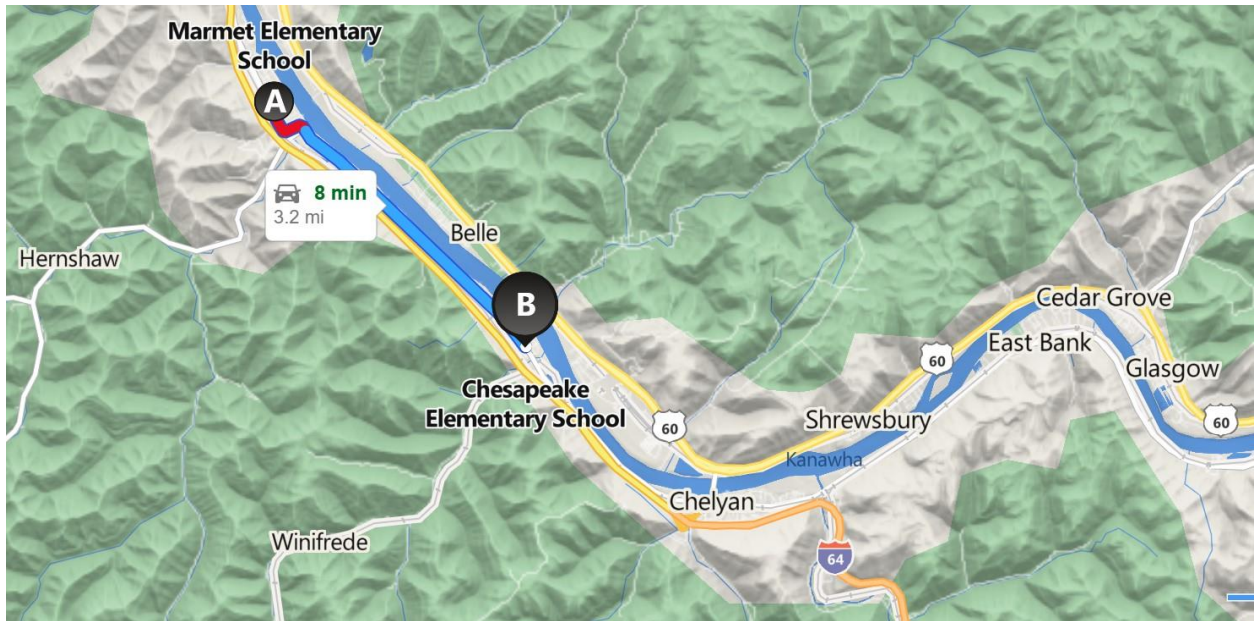 Marmet Elementary
School
A
8 min
3.2 mi
Belle
Hernshaw
B
Cedar Grove
East Bank
60
Glasgow
Chesapeake
Elementary School
60
Shrewsbury
60
Kanawha
Chelyan
Winifrede
64